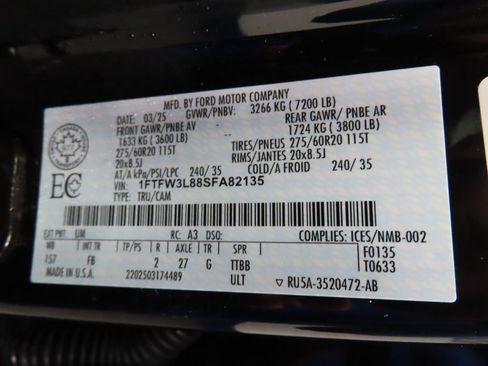 MFD. BY FORD MOTOR COMPANY
DATE: 03/25 GVWR/PNBV: 3266 KG ( 7200 LB)
FRONT GAWR/PNBE AV REAR GAWR/ PNBE AR
1633 KG ( 3600 LB) 1724 KG ( 3800 LB)
275/60R20 115T TIRES/PNEUS 275/60R20 115T
20x8.5J RIMS/JANTES 20x8.5J
AT/A kPa/PSI/LPC 240/ 35 COLD/A FROID 240/ 35
VIN: 1FTFW3L88SFA82135
TYPE: TRU/CAM
EC
EXT PNT: UM RC: A3 DSO: COMPLIES: ICES/NMB-002
WB INT TR TP/PS R AXLE TR SPR F0135
157 FB 2 27 G TTBB T0633
MADE IN U.S.A. 2202503174489 ULT RU5A-3520472-AB